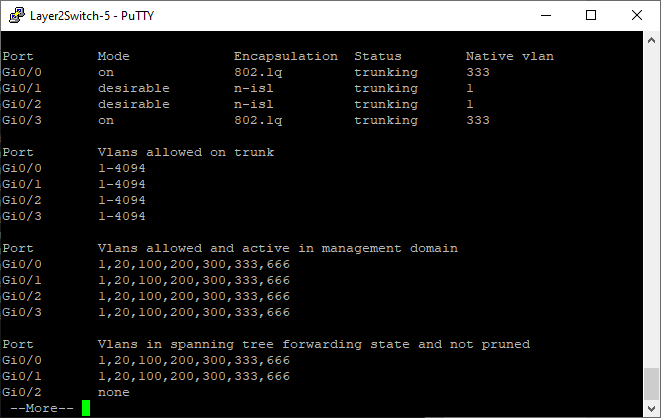 Layer2Switch-5 - PuTTY
Port Mode Encapsulation Status Native vlan
Gi0/0 on 802.1q trunking 333
Gi0/1 desirable n-isl trunking 1
Gi0/2 desirable n-isl trunking 1
Gi0/3 on 802.1q trunking 333
Port Vlans allowed on trunk
Gi0/0 1-4094
Gi0/1 1-4094
Gi0/2 1-4094
Gi0/3 1-4094
Port Vlans allowed and active in management domain
Gi0/0 1,20,100,200,300,333,666
Gi0/1 1,20,100,200,300,333,666
Gi0/2 1,20,100,200,300,333,666
Gi0/3 1,20,100,200,300,333,666
Port Vlans in spanning tree forwarding state and not pruned
Gi0/0 1,20,100,200,300,333,666
Gi0/1 1,20,100,200,300,333,666
Gi0/2 none
--More--